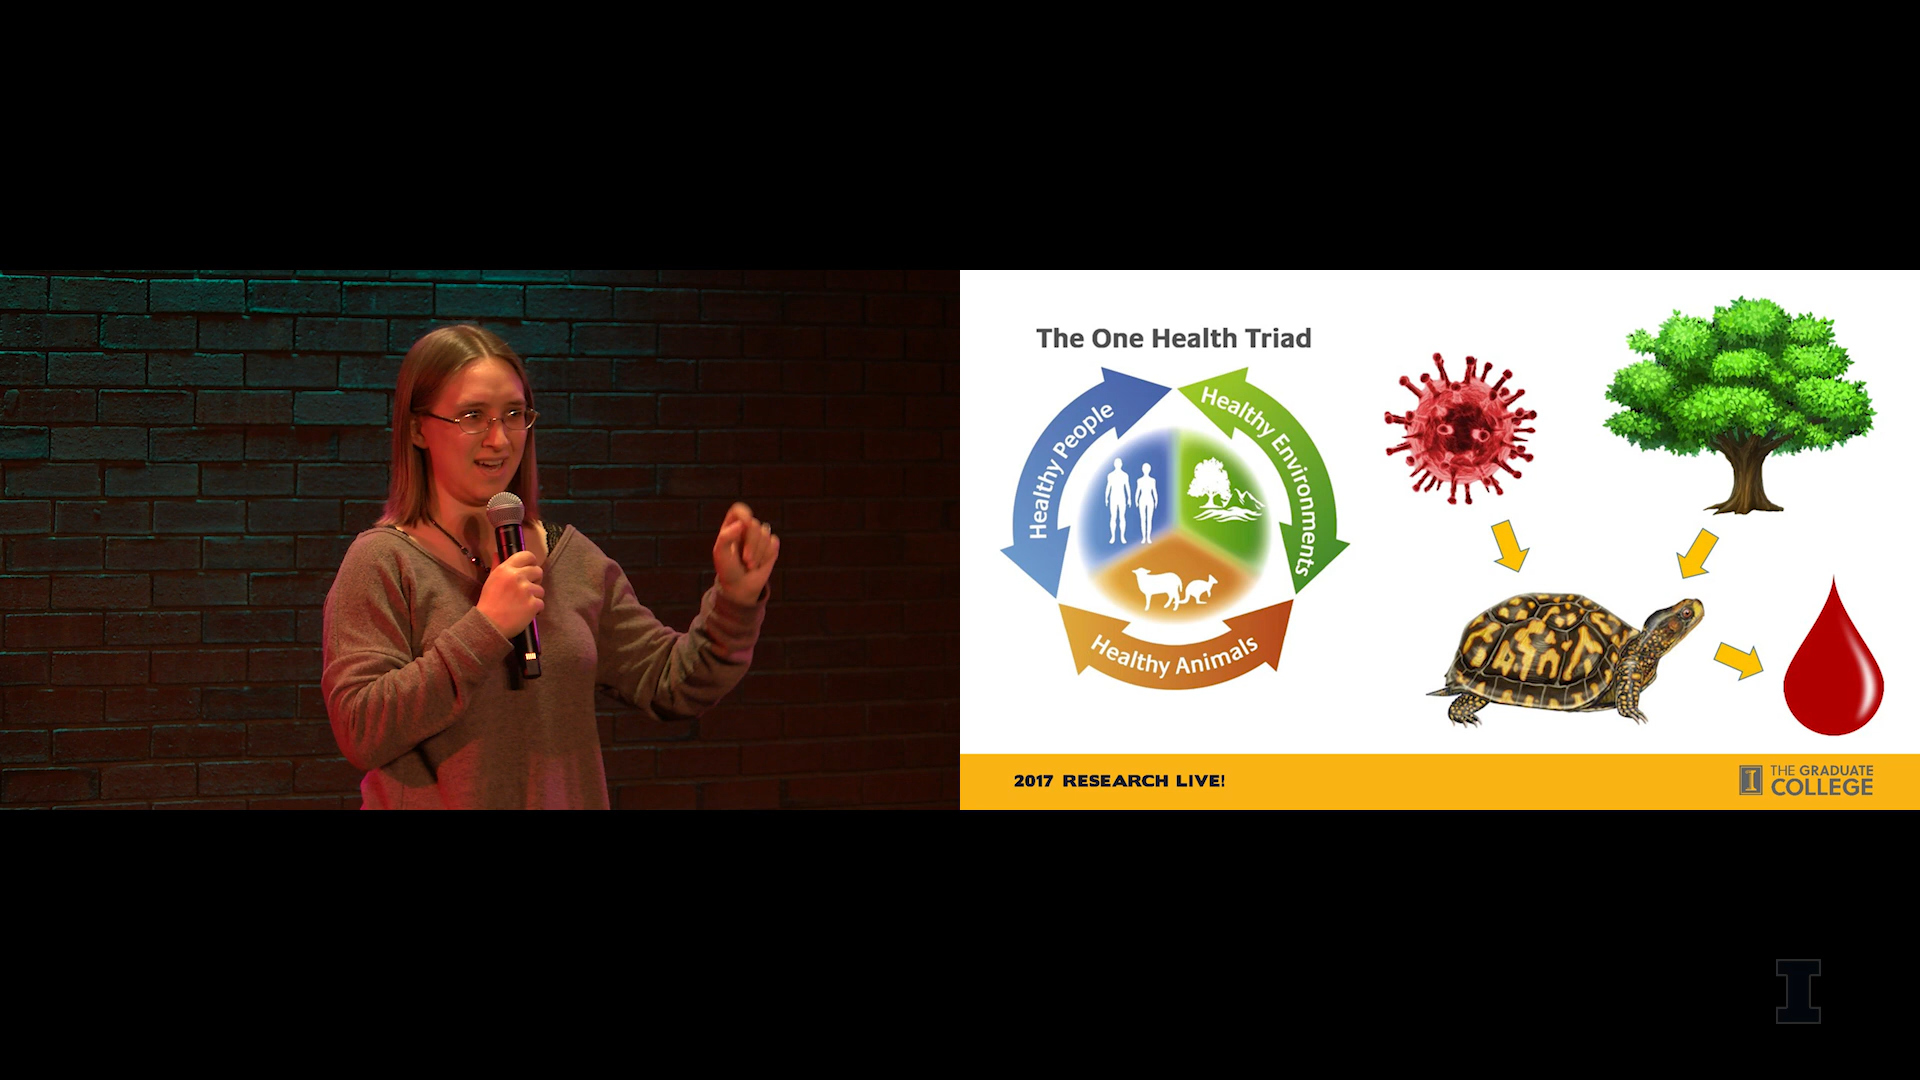 The One Health Triad
Healthy People
Healthy Environments
Healthy Animals
2017 RESEARCH LIVE!
I
THE GRADUATE
COLLEGE
I